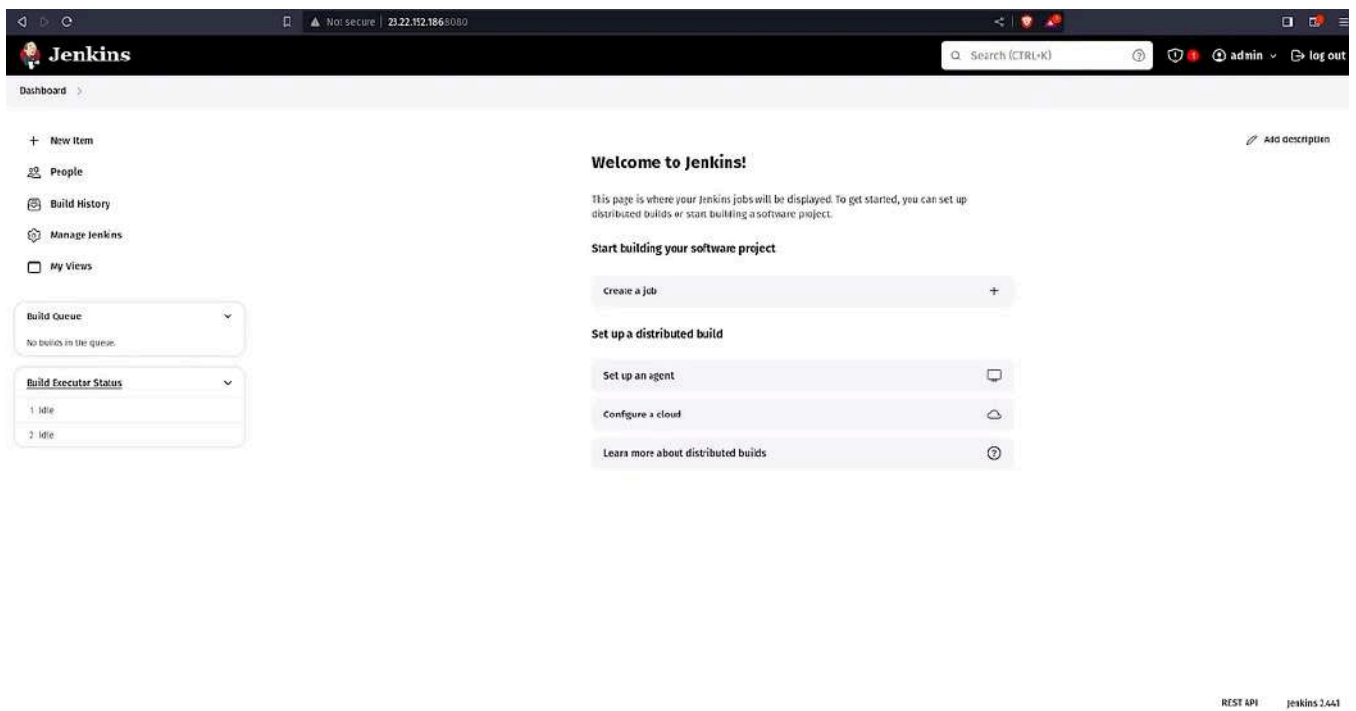 Not secure | 23.22.152.186:8080
Jenkins
Search (CTRL+K)
1
admin
log out
Dashboard
New Item
People
Build History
Manage Jenkins
My Views
Add description
Welcome to Jenkins!
This page is where your Jenkins jobs will be displayed. To get started, you can set up
distributed builds or start building a software project.
Start building your software project
Create a job
Set up a distributed build
Set up an agent
Configure a cloud
Learn more about distributed builds
Build Queue
No builds in the queue.
Build Executor Status
1 Idle
2 Idle
REST API
Jenkins 2.441